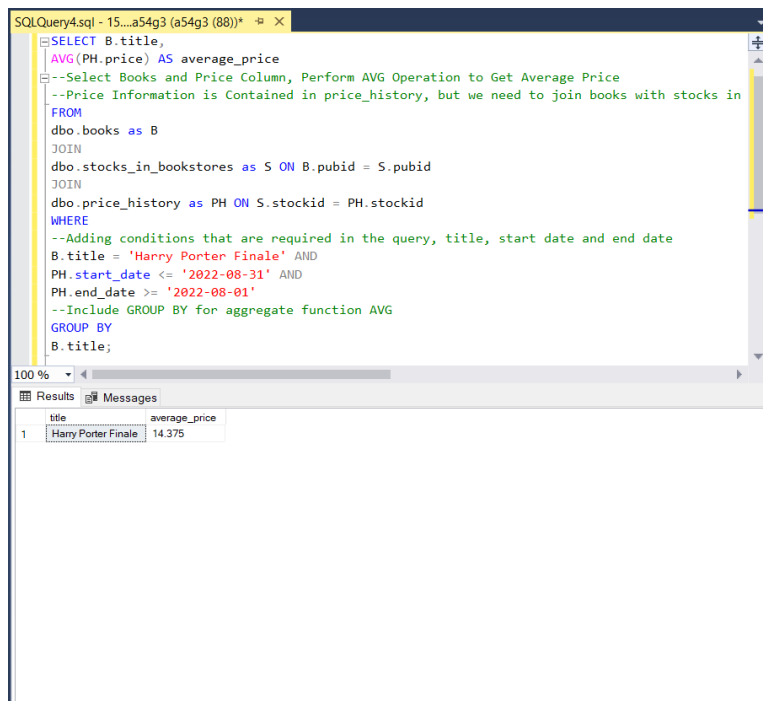 SQLQuery4.sql - 15....a54g3 (a54g3 (88))*
SELECT B.title,
AVG(PH.price) AS average_price
--Select Books and Price Column, Perform AVG Operation to Get Average Price
--Price Information is Contained in price_history, but we need to join books with stocks in
FROM
dbo.books as B
JOIN
dbo.stocks_in_bookstores as S ON B.pubid = S.pubid
JOIN
dbo.price_history as PH ON S.stockid = PH.stockid
WHERE
--Adding conditions that are required in the query, title, start date and end date
B.title = 'Harry Porter Finale' AND
PH.start_date <= '2022-08-31' AND
PH.end_date >= '2022-08-01'
--Include GROUP BY for aggregate function AVG
GROUP BY
B.title;
100 %
Results Messages
title average_price
1 Harry Porter Finale 14.375